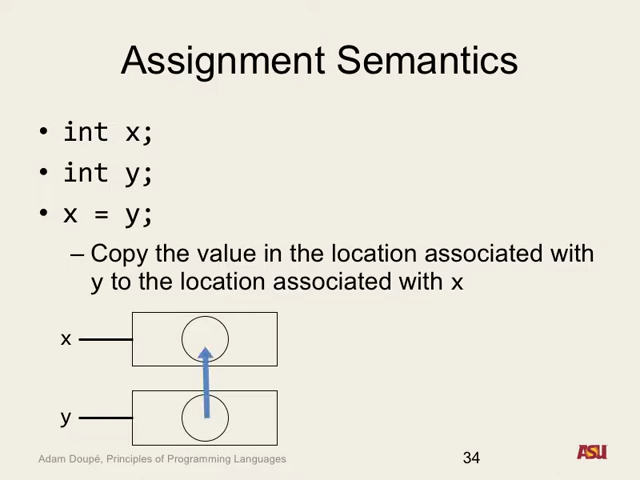 Assignment Semantics
• int x;
• int y;
• x = y;
– Copy the value in the location associated with
y to the location associated with x
x
y
Adam Doupé, Principles of Programming Languages
34
ASU